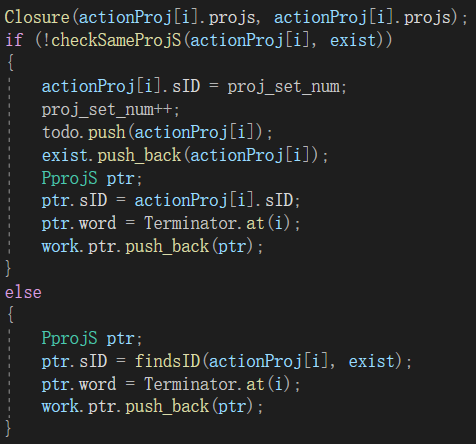 Closure(actionProj[i].projs, actionProj[i].projs);
if (!checkSameProjS(actionProj[i], exist))
{
    actionProj[i].sID = proj_set_num;
    proj_set_num++;
    todo.push(actionProj[i]);
    exist.push_back(actionProj[i]);
    PprojS ptr;
    ptr.sID = actionProj[i].sID;
    ptr.word = Terminator.at(i);
    work.ptr.push_back(ptr);
}
else
{
    PprojS ptr;
    ptr.sID = findsID(actionProj[i], exist);
    ptr.word = Terminator.at(i);
    work.ptr.push_back(ptr);
}